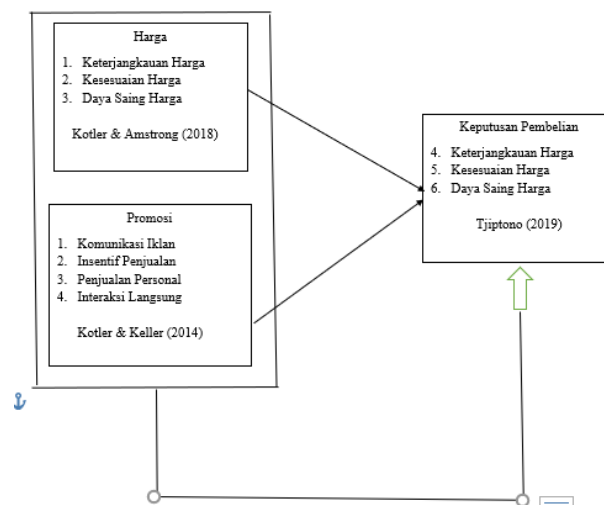 Harga
1. Keterjangkauan Harga
2. Kesesuaian Harga
3. Daya Saing Harga
Kotler & Amstrong (2018)
Promosi
1. Komunikasi Iklan
2. Insentif Penjualan
3. Penjualan Personal
4. Interaksi Langsung
Kotler & Keller (2014)
Keputusan Pembelian
4. Keterjangkauan Harga
5. Kesesuaian Harga
6. Daya Saing Harga
Tjiptono (2019)